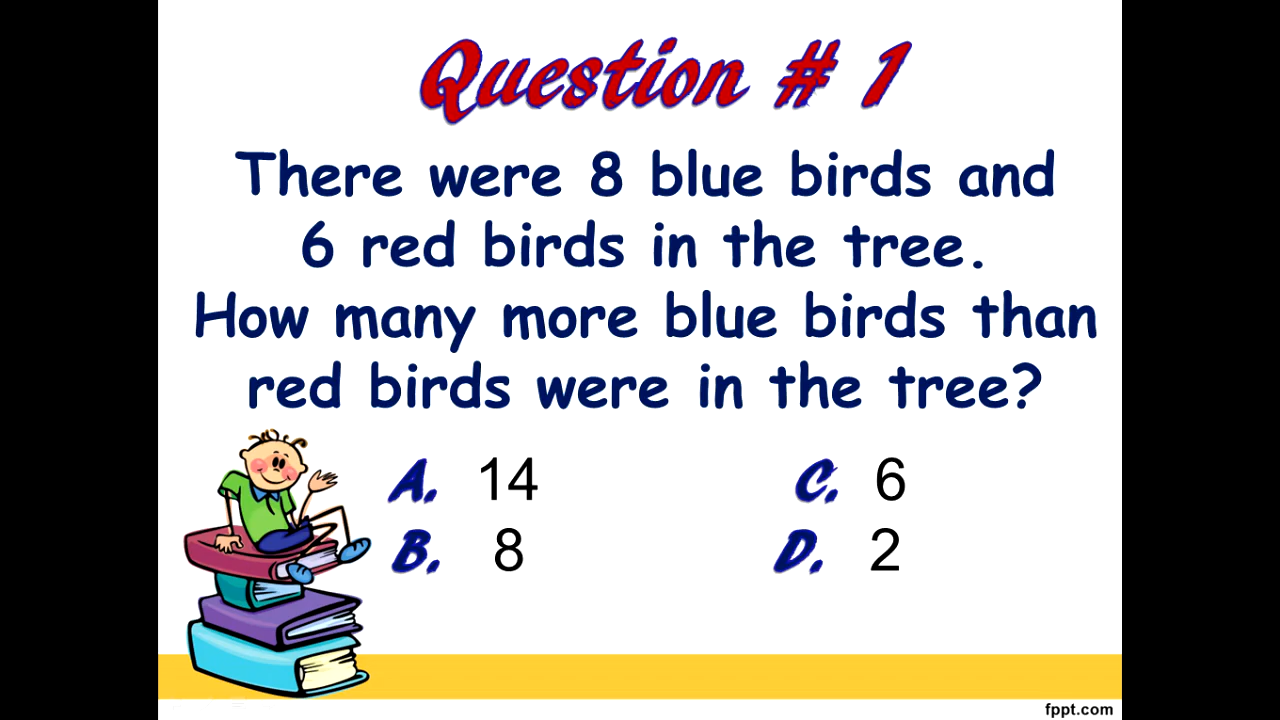 Question # 1
There were 8 blue birds and
6 red birds in the tree.
How many more blue birds than
red birds were in the tree?
A. 14 C. 6
B. 8 D. 2
fppt.com